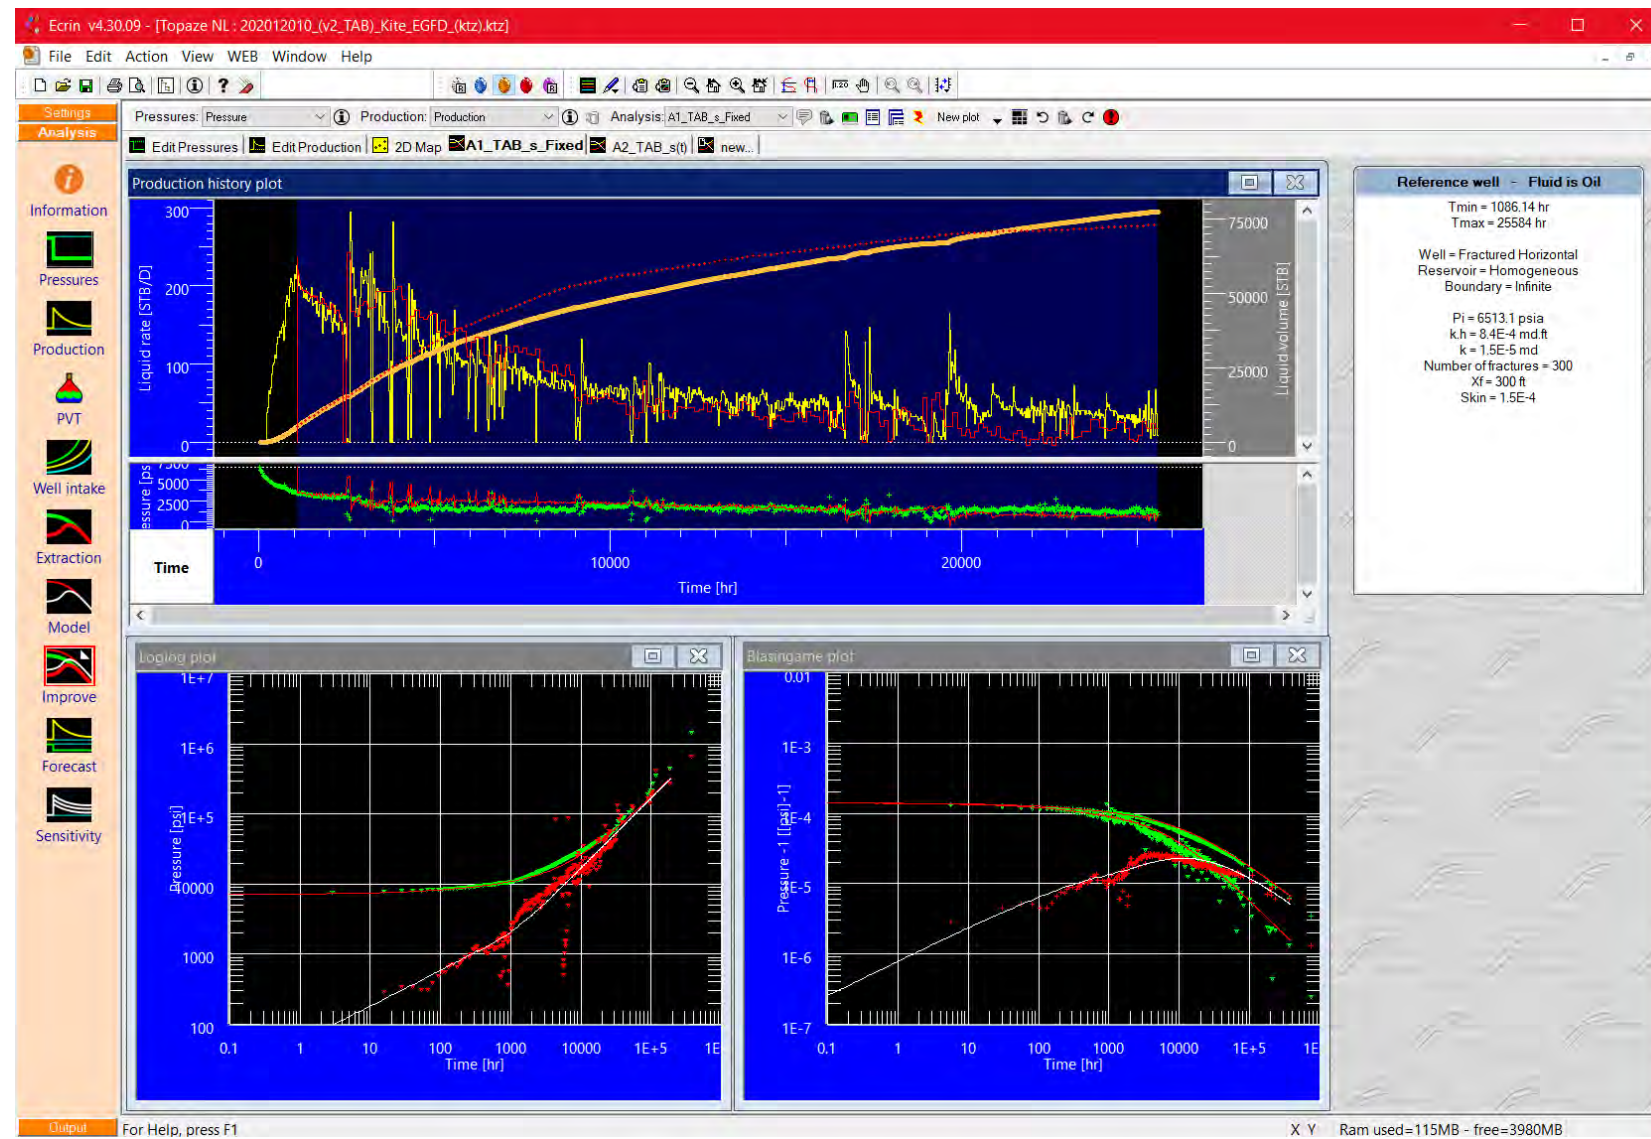 Ecrin v4.30.09 - [Topaze NL : 202012010_(v2_TAB)_Kite_EGFD_(ktz).ktz]
File Edit Action View WEB Window Help
Settings
Analysis
Pressures: Pressure Production: Production Analysis: A1_TAB_s_Fixed New plot
Edit Pressures Edit Production 2D Map A1_TAB_s_Fixed A2_TAB_s(t) new...
Information
Pressures
Production
PVT
Well intake
Extraction
Model
Improve
Forecast
Sensitivity
Output
Production history plot
300
200
100
0
Liquid rate [STB/D]
75000
50000
25000
0
Liquid volume [STB]
7500
5000
2500
0
essure [psi
Time
0 10000 20000
Time [hr]
Loglog plot
1E+7
1E+6
1E+5
10000
1000
100
Pressure [psi]
0.1 1 10 100 1000 10000 1E+5 1E
Time [hr]
Blasingame plot
0.01
1E-3
1E-4
1E-5
1E-6
1E-7
Pressure -1 [[psi]-1]
0.1 1 10 100 1000 10000 1E+5 1E
Time [hr]
Reference well - Fluid is Oil
Tmin = 1086.14 hr
Tmax = 25584 hr
Well = Fractured Horizontal
Reservoir = Homogeneous
Boundary = Infinite
Pi = 6513.1 psia
k.h = 8.4E-4 md.ft
k = 1.5E-5 md
Number of fractures = 300
Xf = 300 ft
Skin = 1.5E-4
For Help, press F1
X Y
Ram used=115MB - free=3980MB